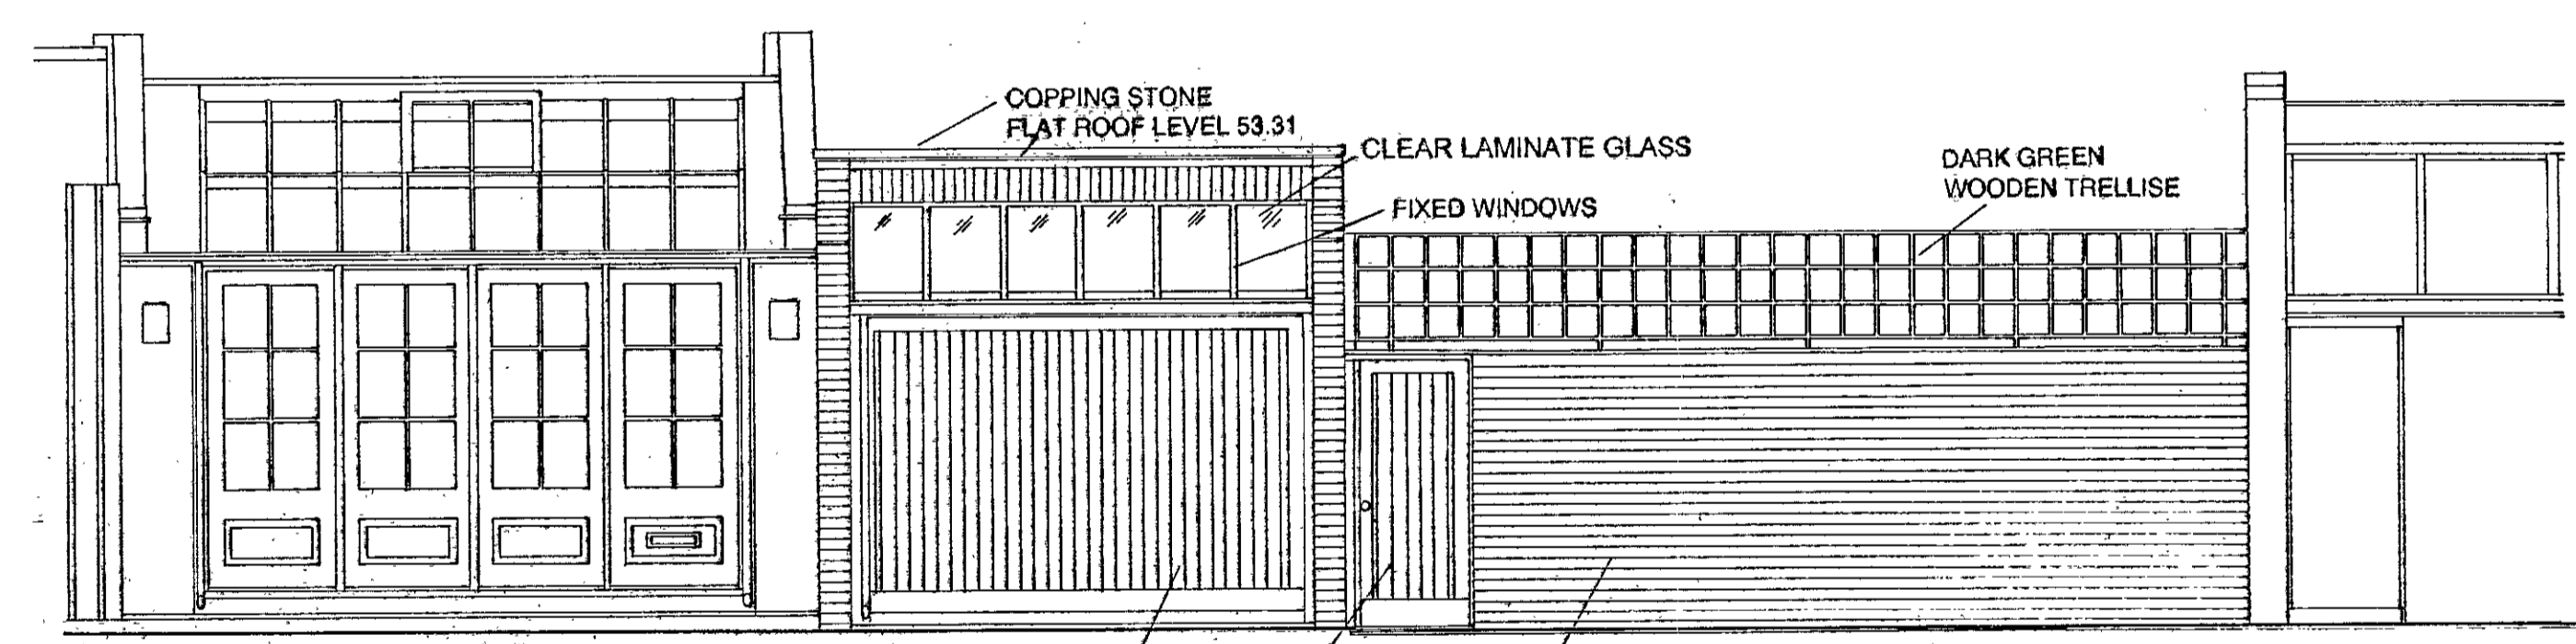 COPPING STONE
FLAT ROOF LEVEL 53.31
CLEAR LAMINATE GLASS
FIXED WINDOWS
DARK GREEN
WOODEN TRELLISE